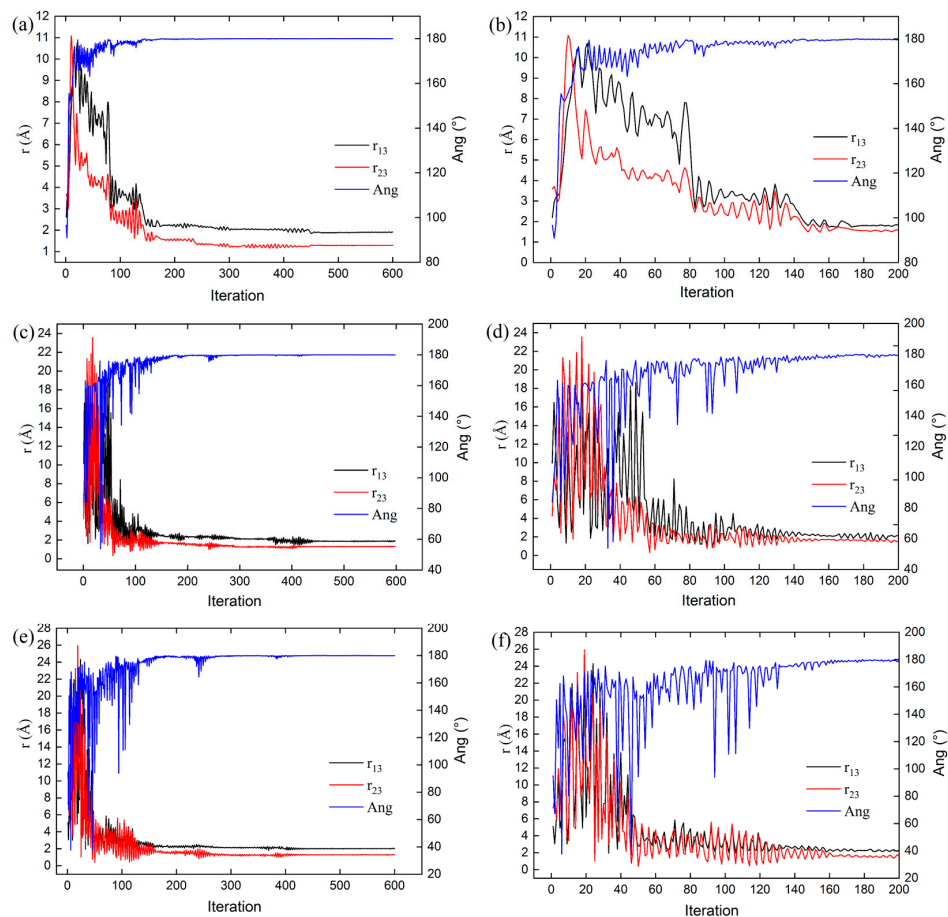 (a)
12
11
10
9
8
7
6
5
4
3
2
1
r (Å)
180
160
140
120
100
80
Ang (°)
r13
r23
Ang
0 100 200 300 400 500 600
Iteration
(b)
12
11
10
9
8
7
6
5
4
3
2
1
0
r (Å)
180
160
140
120
100
80
Ang (°)
r13
r23
Ang
0 20 40 60 80 100 120 140 160 180 200
Iteration
(c)
24
22
20
18
16
14
12
10
8
6
4
2
0
r (Å)
200
180
160
140
120
100
80
60
40
Ang (°)
r13
r23
Ang
0 100 200 300 400 500 600
Iteration
(d)
24
22
20
18
16
14
12
10
8
6
4
2
0
r (Å)
200
180
160
140
120
100
80
60
40
Ang (°)
r13
r23
Ang
0 20 40 60 80 100 120 140 160 180 200
Iteration
(e)
28
26
24
22
20
18
16
14
12
10
8
6
4
2
0
r (Å)
200
180
160
140
120
100
80
60
40
20
Ang (°)
r13
r23
Ang
0 100 200 300 400 500 600
Iteration
(f)
28
26
24
22
20
18
16
14
12
10
8
6
4
2
0
r (Å)
200
180
160
140
120
100
80
60
40
20
Ang (°)
r13
r23
Ang
0 20 40 60 80 100 120 140 160 180 200
Iteration